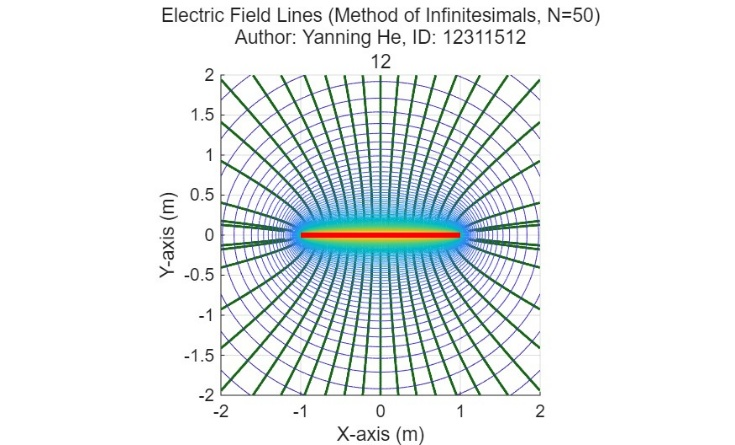 Electric Field Lines (Method of Infinitesimals, N=50)
Author: Yanning He, ID: 12311512
12
2
1.5
1
0.5
0
-0.5
-1
-1.5
-2
Y-axis (m)
-2 -1 0 1 2
X-axis (m)